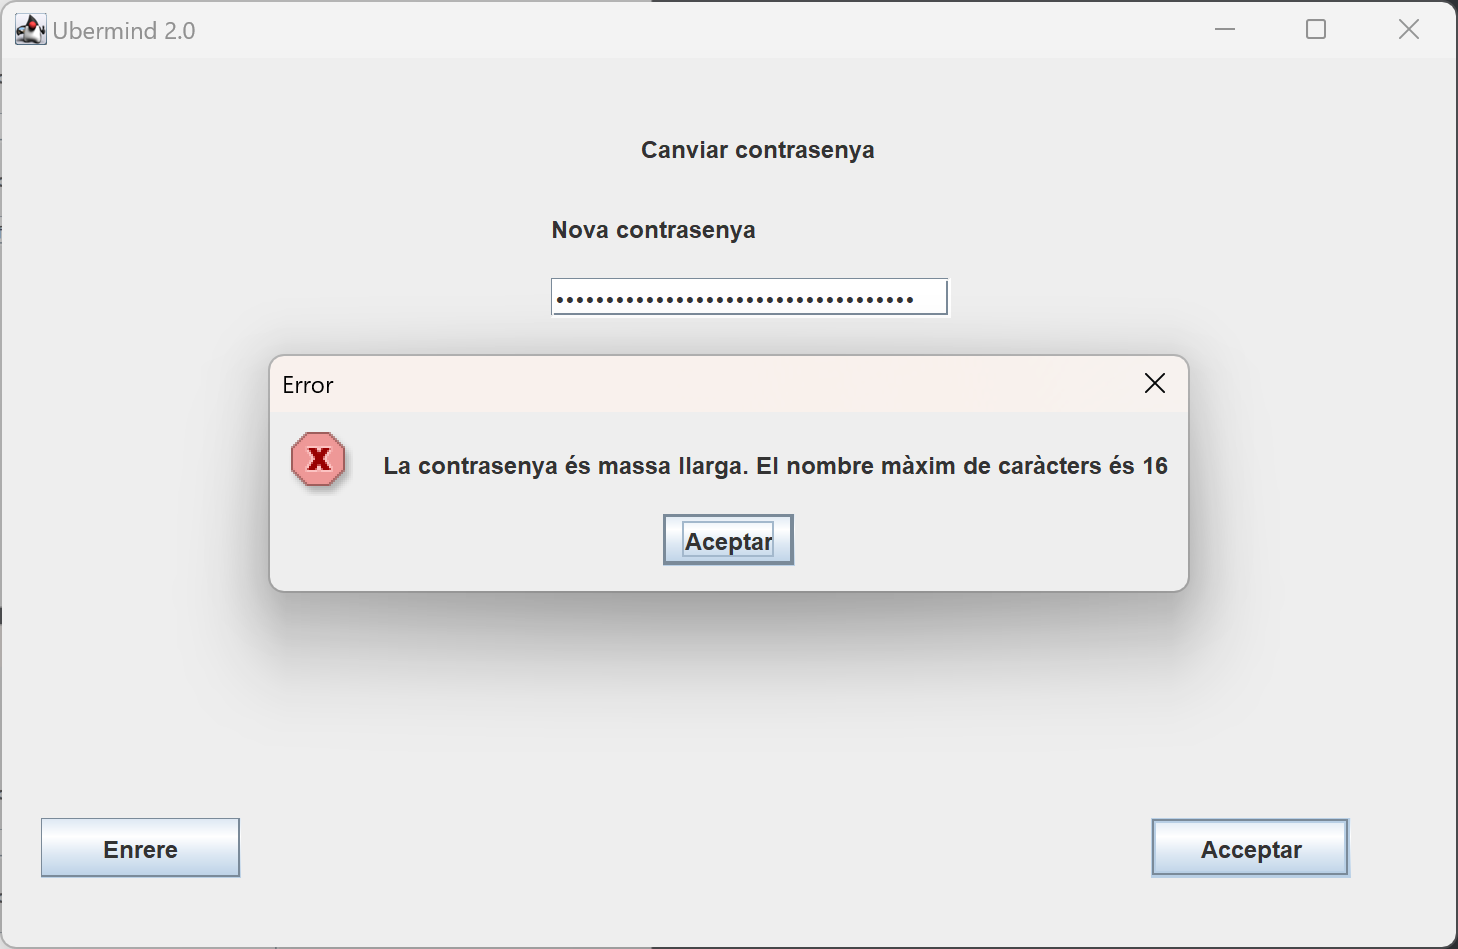 Ubermind 2.0
Canviar contrasenya
Nova contrasenya
••••••••••••••••••••••••••••••••••••
Error
La contrasenya és massa llarga. El nombre màxim de caràcters és 16
Aceptar
Enrere
Acceptar